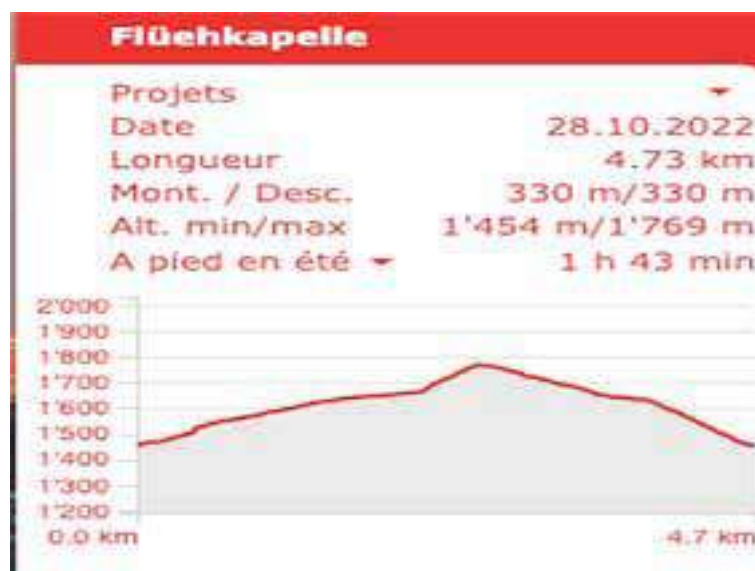 Flüehkapelle
Projets
Date 28.10.2022
Longueur 4.73 km
Mont. / Desc. 330 m/330 m
Alt. min/max 1'454 m/1'769 m
A pied en été 1 h 43 min
2'000
1'900
1'800
1'700
1'600
1'500
1'400
1'300
1'200
0.0 km 4.7 km